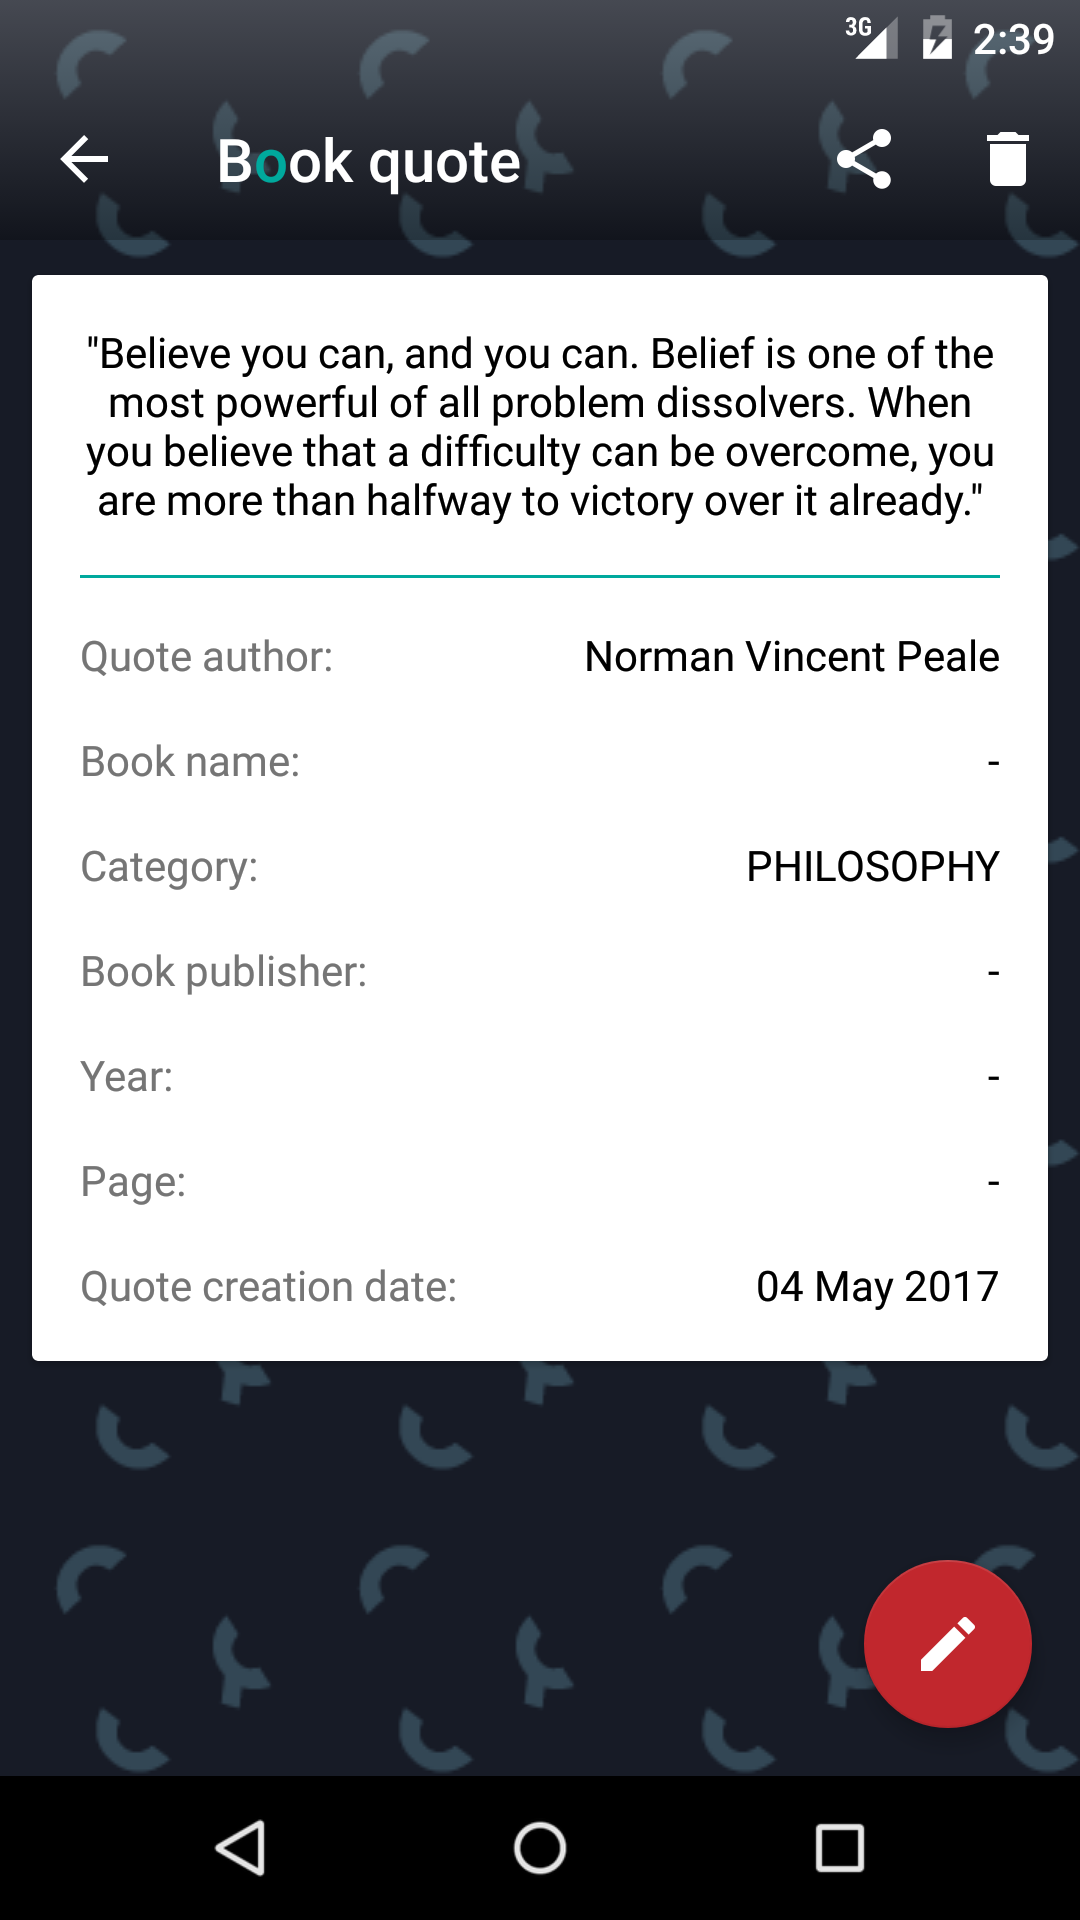 3G 2:39
Book quote
"Believe you can, and you can. Belief is one of the
most powerful of all problem dissolvers. When
you believe that a difficulty can be overcome, you
are more than halfway to victory over it already."
Quote author: Norman Vincent Peale
Book name: -
Category: PHILOSOPHY
Book publisher: -
Year: -
Page: -
Quote creation date: 04 May 2017